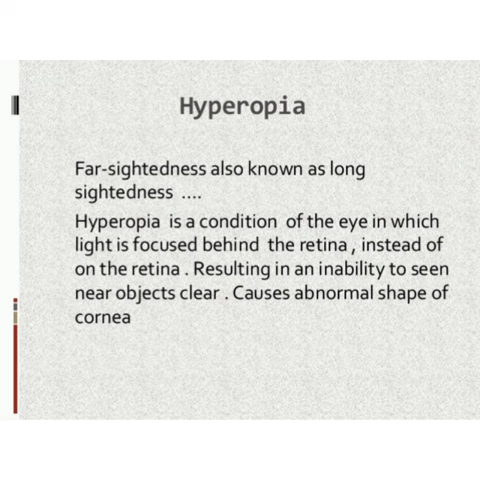 Hyperopia
Far-sightedness also known as long
sightedness ....
Hyperopia is a condition of the eye in which
light is focused behind the retina , instead of
on the retina . Resulting in an inability to seen
near objects clear . Causes abnormal shape of
cornea